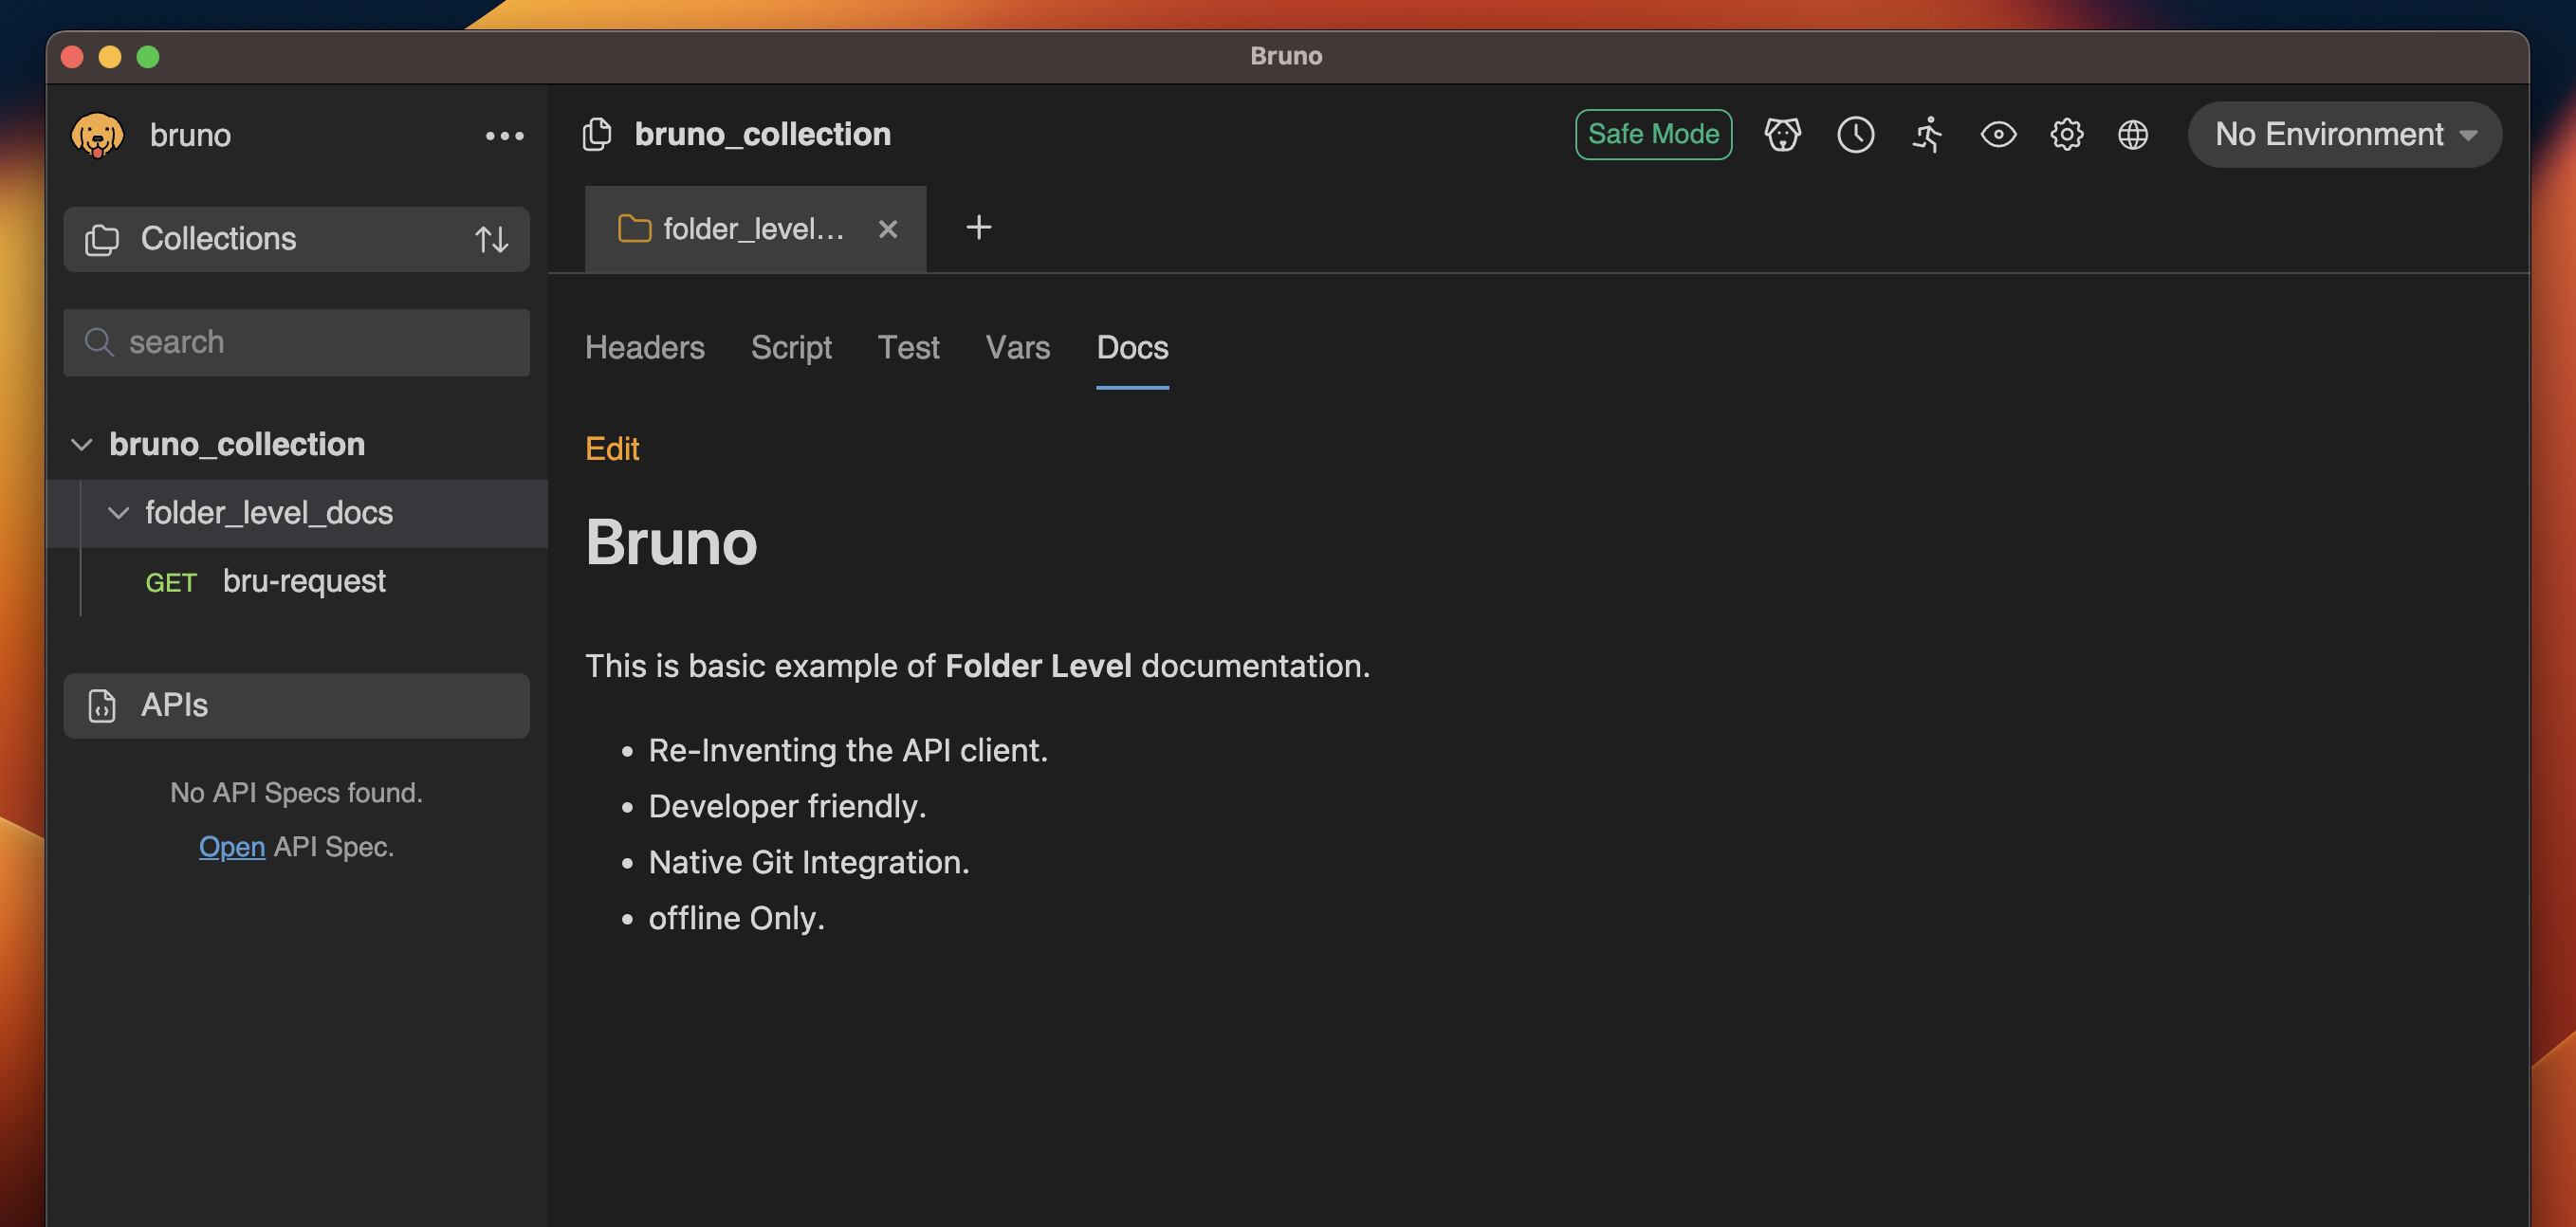 Bruno
bruno
bruno_collection
Safe Mode
No Environment
Collections
folder_level...
search
Headers Script Test Vars Docs
bruno_collection
Edit
folder_level_docs
GET bru-request
Bruno
This is basic example of Folder Level documentation.
APIs
Re-Inventing the API client.
No API Specs found.
Developer friendly.
Open API Spec.
Native Git Integration.
offline Only.